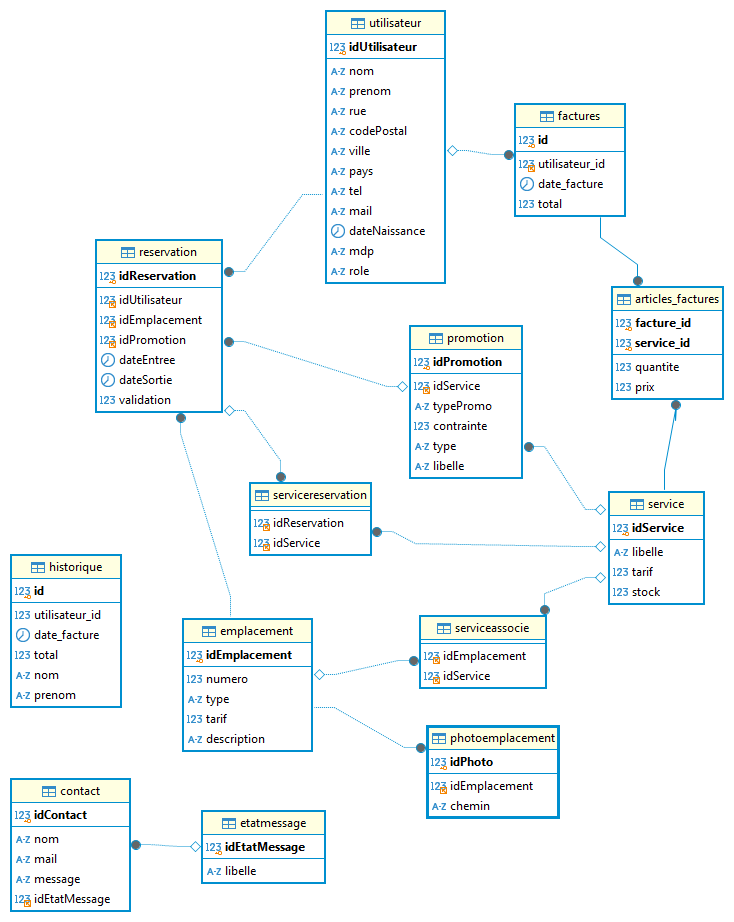 utilisateur
123 idUtilisateur
A-Z nom
A-Z prenom
A-Z rue
A-Z codePostal
A-Z ville
A-Z pays
A-Z tel
A-Z mail
dateNaissance
A-Z mdp
A-Z role
factures
123 id
123 utilisateur_id
date_facture
123 total
reservation
123 idReservation
123 idUtilisateur
123 idEmplacement
123 idPromotion
dateEntree
dateSortie
123 validation
articles_factures
123 facture_id
123 service_id
123 quantite
123 prix
promotion
123 idPromotion
123 idService
A-Z typePromo
123 contrainte
A-Z type
A-Z libelle
servicereservation
123 idReservation
123 idService
service
123 idService
A-Z libelle
123 tarif
123 stock
historique
123 id
123 utilisateur_id
date_facture
123 total
A-Z nom
A-Z prenom
emplacement
123 idEmplacement
123 numero
A-Z type
123 tarif
A-Z description
serviceassocie
123 idEmplacement
123 idService
photoemplacement
123 idPhoto
123 idEmplacement
A-Z chemin
contact
123 idContact
A-Z nom
A-Z mail
A-Z message
123 idEtatMessage
etatmessage
123 idEtatMessage
A-Z libelle